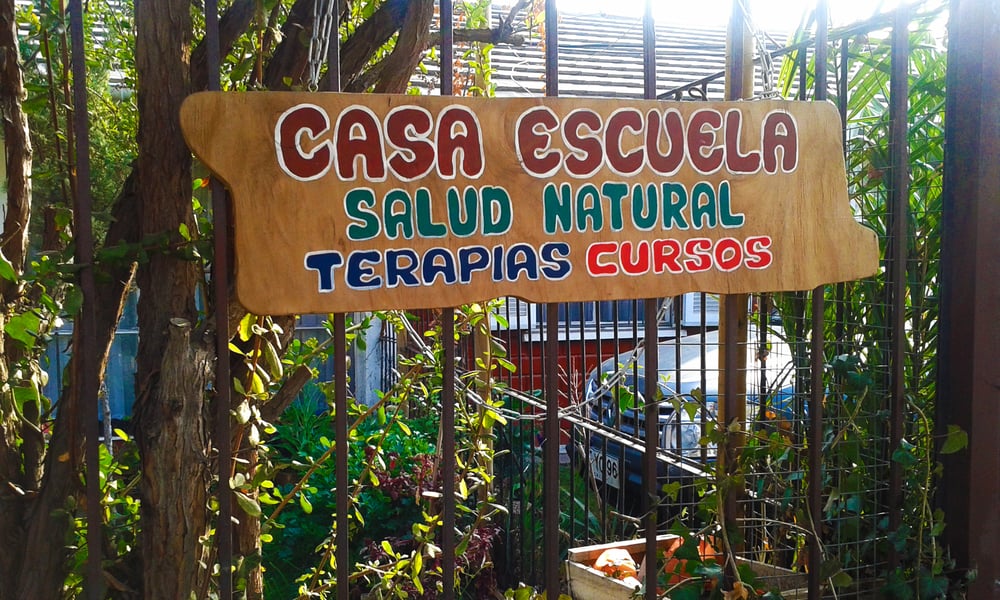 CASA ESCUELA
SALUD NATURAL
TERAPIAS CURSOS